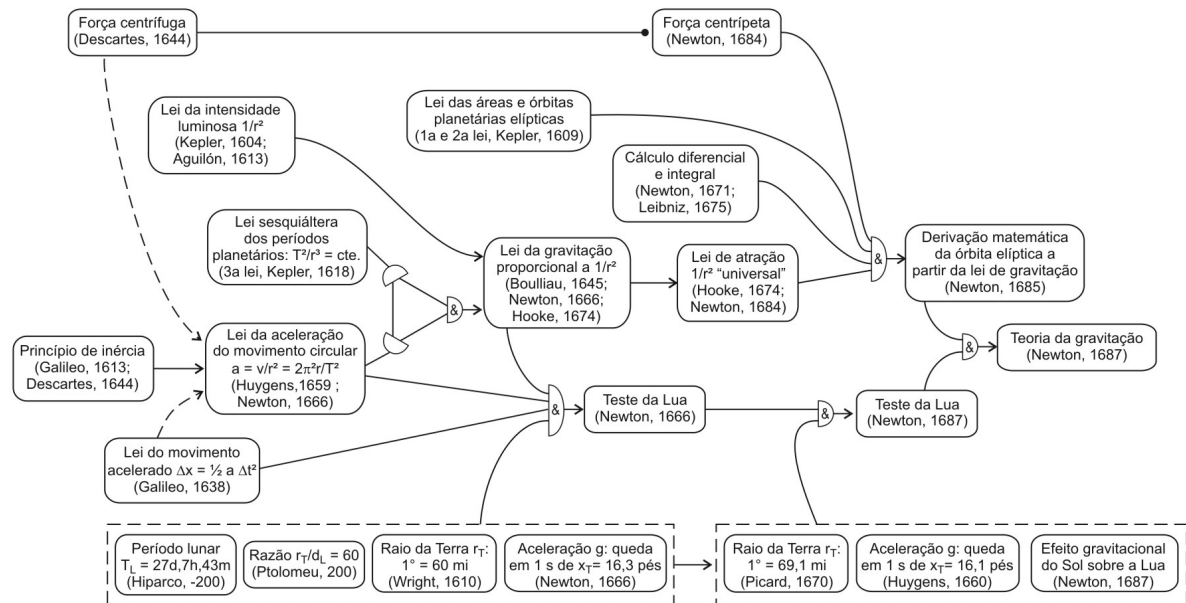 Força centrífuga
(Descartes, 1644)
Força centrípeta
(Newton, 1684)
Lei da intensidade
luminosa 1/r²
(Kepler, 1604;
Aguilón, 1613)
Lei das áreas e órbitas
planetárias elípticas
(1a e 2a lei, Kepler, 1609)
Cálculo diferencial
e integral
(Newton, 1671;
Leibniz, 1675)
Lei sesquiáltera
dos períodos
planetários: T²/r³ = cte.
(3a lei, Kepler, 1618)
&
Lei da gravitação
proporcional a 1/r²
(Boulliau, 1645;
Newton, 1666;
Hooke, 1674)
Lei de atração
1/r² “universal”
(Hooke, 1674;
Newton, 1684)
&
Derivação matemática
da órbita elíptica a
partir da lei de gravitação
(Newton, 1685)
Princípio de inércia
(Galileo, 1613;
Descartes, 1644)
Lei da aceleração
do movimento circular
a = v/r² = 2π²r/T²
(Huygens,1659 ;
Newton, 1666)
&
Teoria da gravitação
(Newton, 1687)
Lei do movimento
acelerado Δx = ½ a Δt²
(Galileo, 1638)
&
Teste da Lua
(Newton, 1666)
&
Teste da Lua
(Newton, 1687)
Período lunar
T_L = 27d,7h,43m
(Hiparco, -200)
Razão r_T/d_L = 60
(Ptolomeu, 200)
Raio da Terra r_T:
1° = 60 mi
(Wright, 1610)
Aceleração g: queda
em 1 s de x_T= 16,3 pés
(Newton, 1666)
Raio da Terra r_T:
1° = 69,1 mi
(Picard, 1670)
Aceleração g: queda
em 1 s de x_T= 16,1 pés
(Huygens, 1660)
Efeito gravitacional
do Sol sobre a Lua
(Newton, 1687)